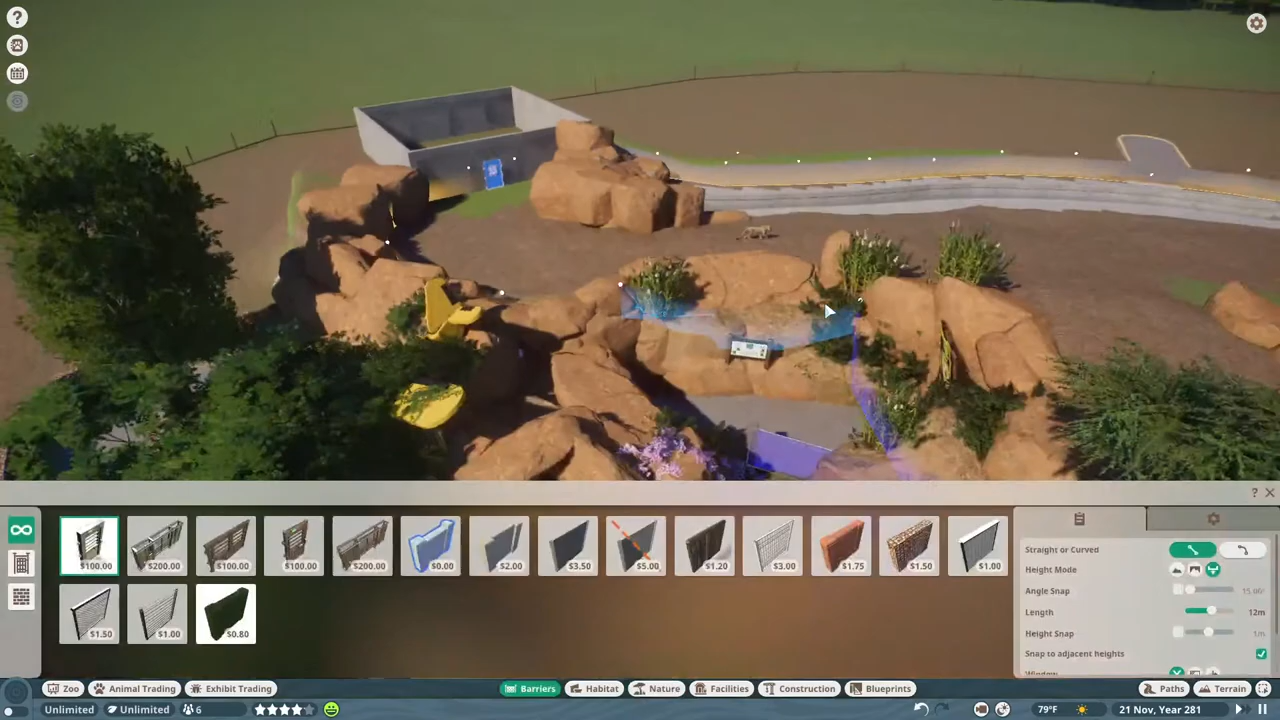 ?
? ×
$100.00 $200.00 $100.00 $100.00 $200.00 $0.00 $2.00 $3.50 $5.00 $1.20 $3.00 $1.75 $1.50 $1.00
$1.50 $1.00 $0.80
Straight or Curved
Height Mode
Angle Snap 15.00°
Length 12m
Height Snap 1m
Snap to adjacent heights
Window
Zoo Animal Trading Exhibit Trading Barriers Habitat Nature Facilities Construction Blueprints Paths Terrain
Unlimited Unlimited 6 79°F 21 Nov, Year 281